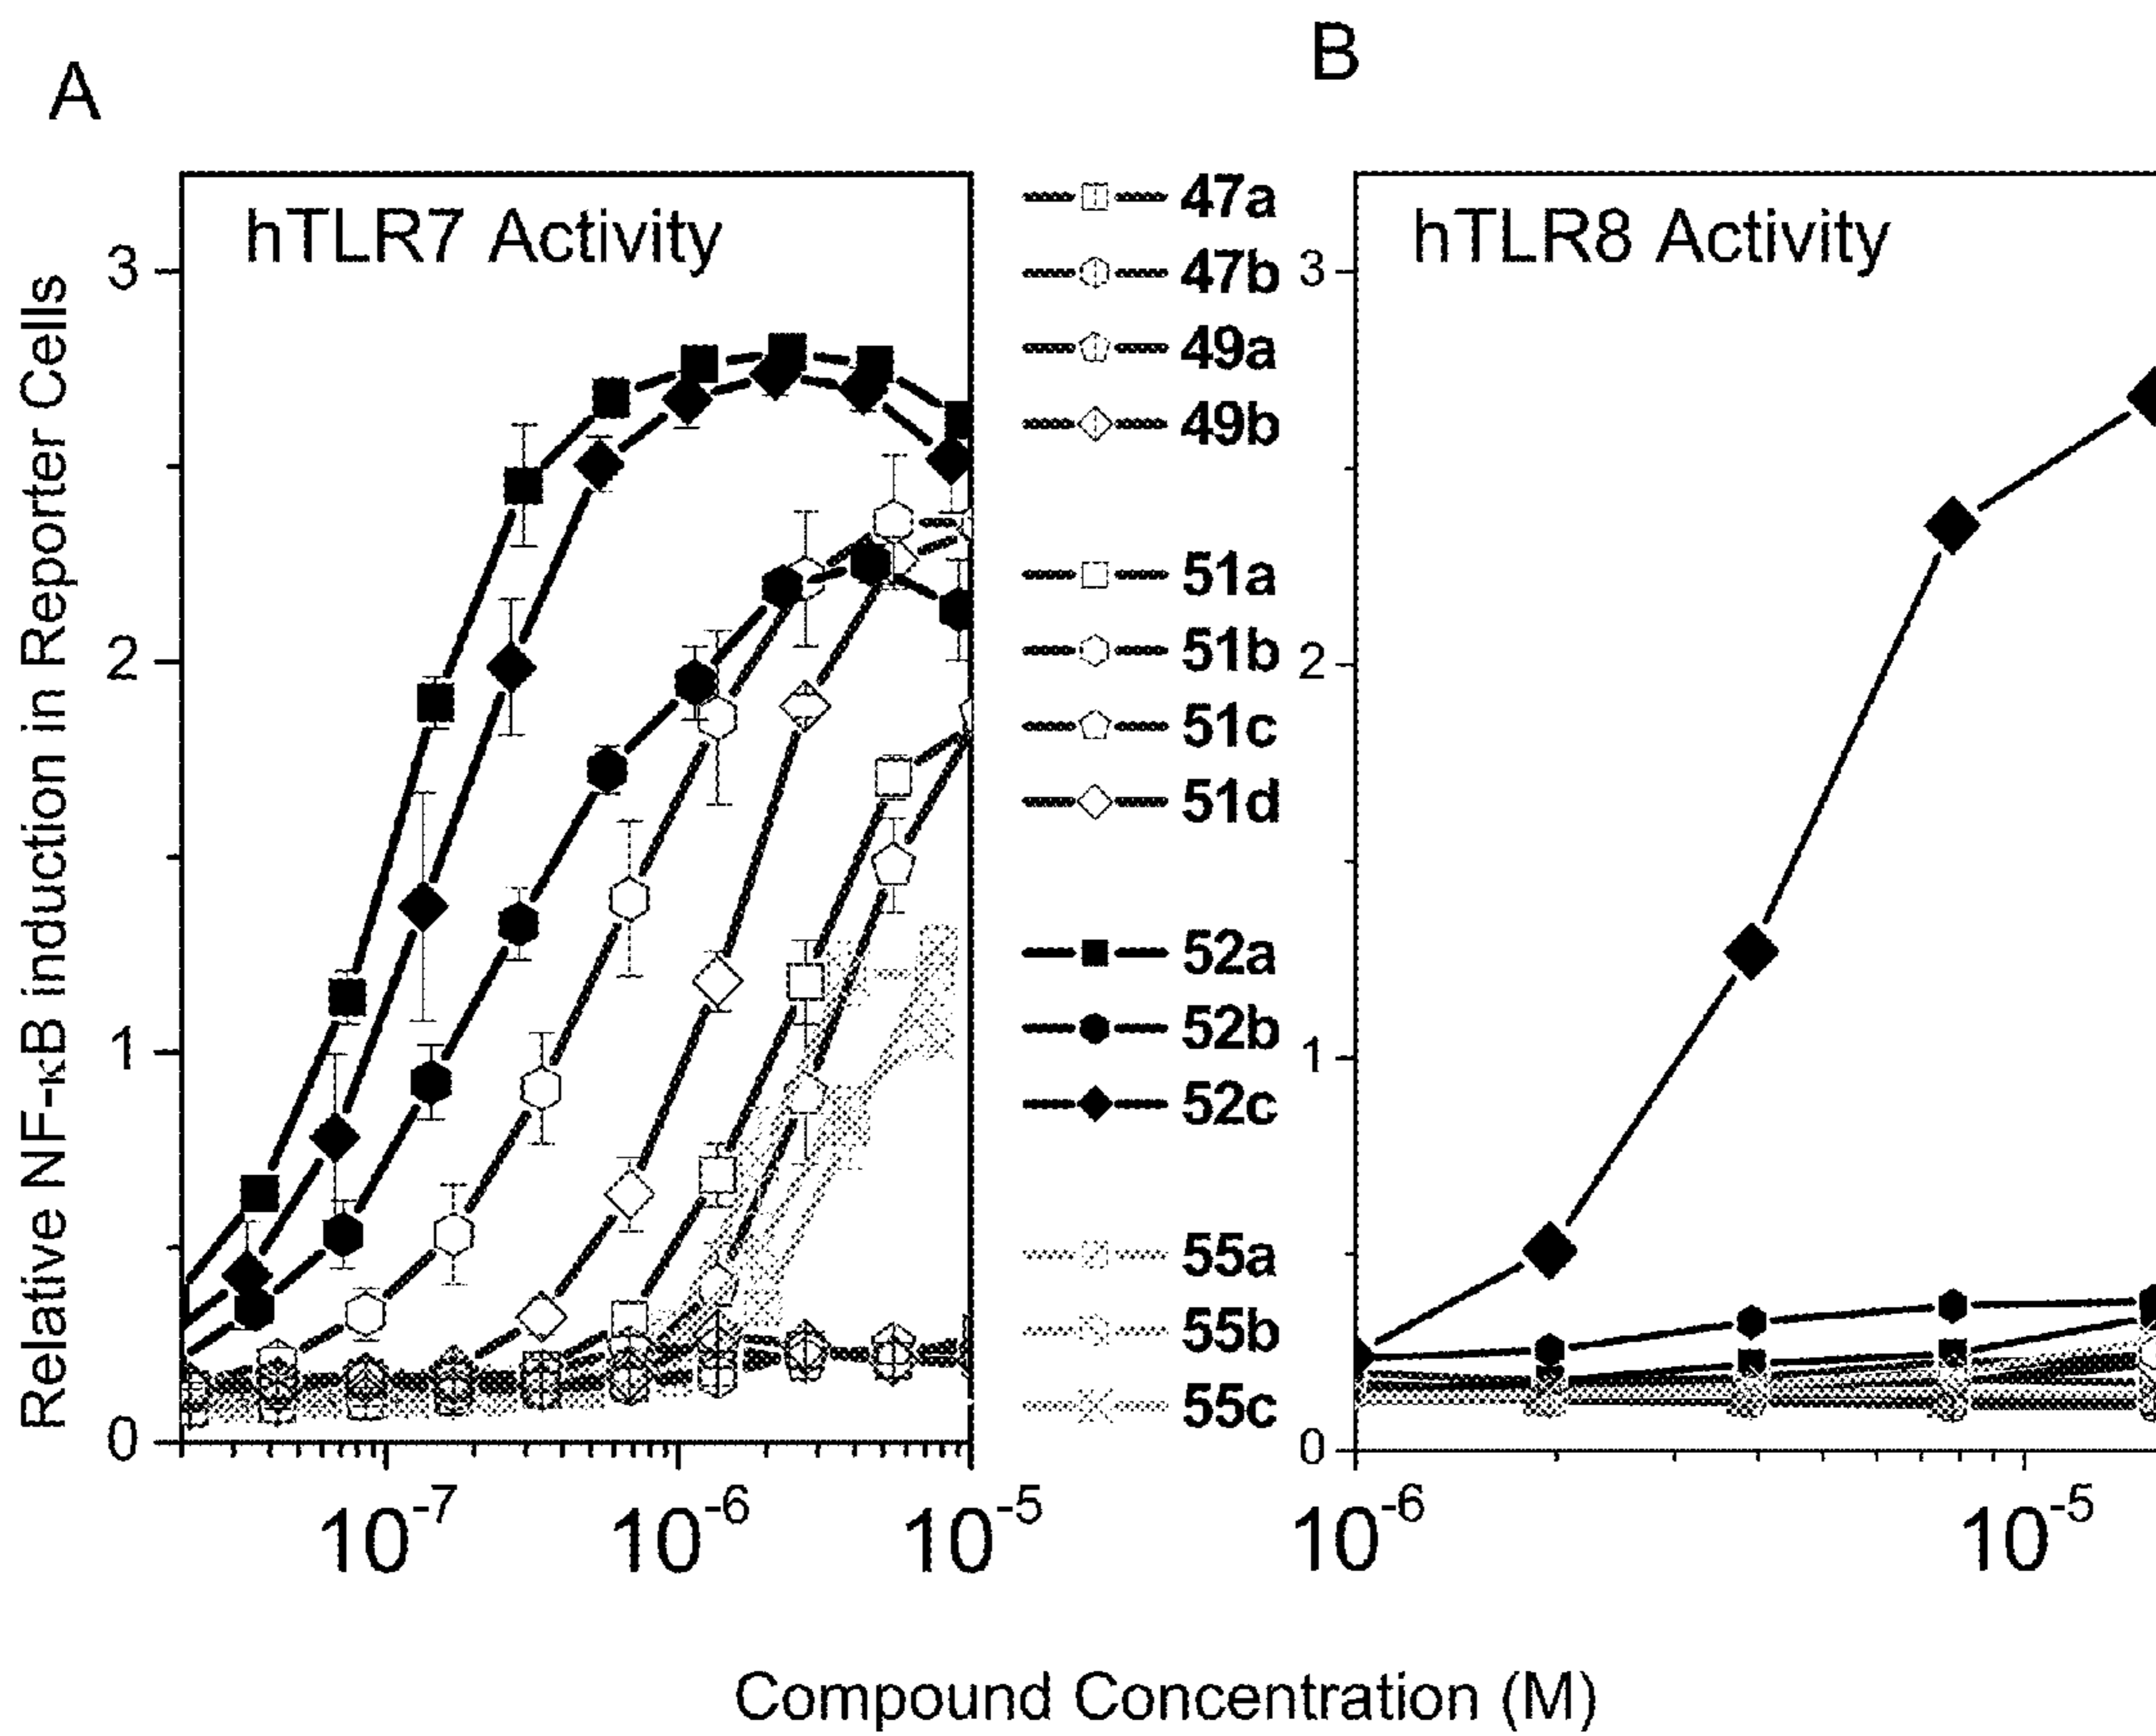 A
B
hTLR7 Activity
hTLR8 Activity
Relative NF-κB induction in Reporter Cells
3
2
1
0
10⁻⁷
10⁻⁶
10⁻⁵
47a
47b
49a
49b
51a
51b
51c
51d
52a
52b
52c
55a
55b
55c
3
2
1
0
10⁻⁶
10⁻⁵
Compound Concentration (M)